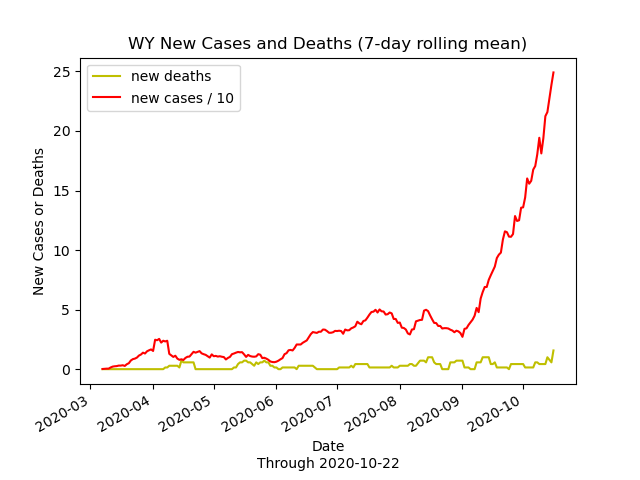 WY New Cases and Deaths (7-day rolling mean)
new deaths
new cases / 10
25
20
15
10
5
0
New Cases or Deaths
2020-03
2020-04
2020-05
2020-06
2020-07
2020-08
2020-09
2020-10
Date
Through 2020-10-22